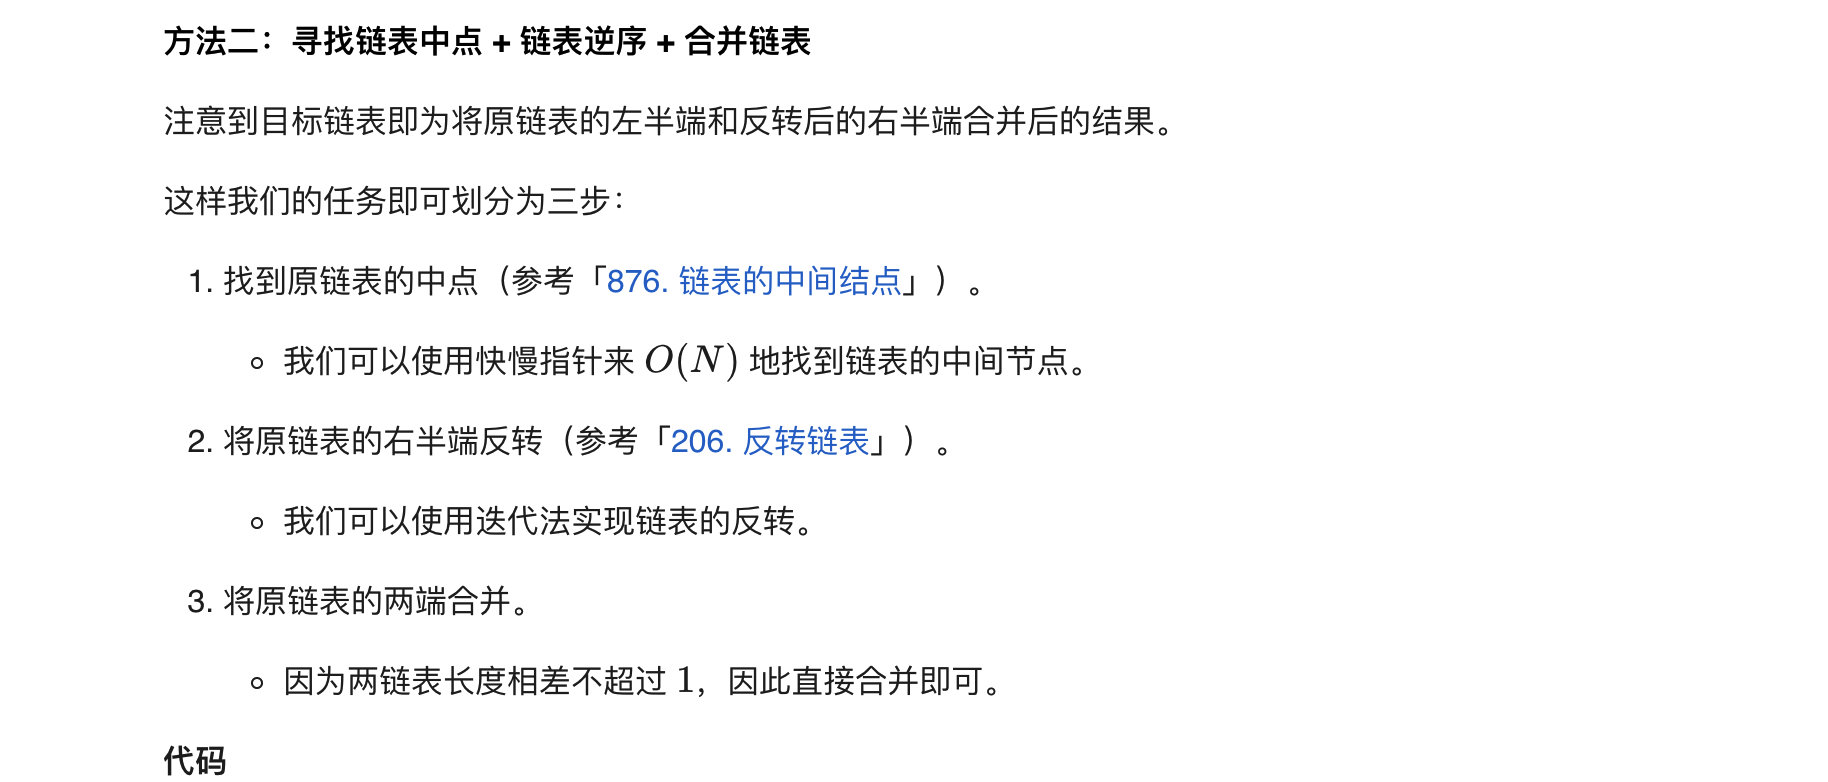 方法二：寻找链表中点 + 链表逆序 + 合并链表
注意到目标链表即为将原链表的左半端和反转后的右半端合并后的结果。
这样我们的任务即可划分为三步：
1. 找到原链表的中点（参考「876. 链表的中间结点」）。
○ 我们可以使用快慢指针来 O(N) 地找到链表的中间节点。
2. 将原链表的右半端反转（参考「206. 反转链表」）。
○ 我们可以使用迭代法实现链表的反转。
3. 将原链表的两端合并。
○ 因为两链表长度相差不超过 1，因此直接合并即可。
代码